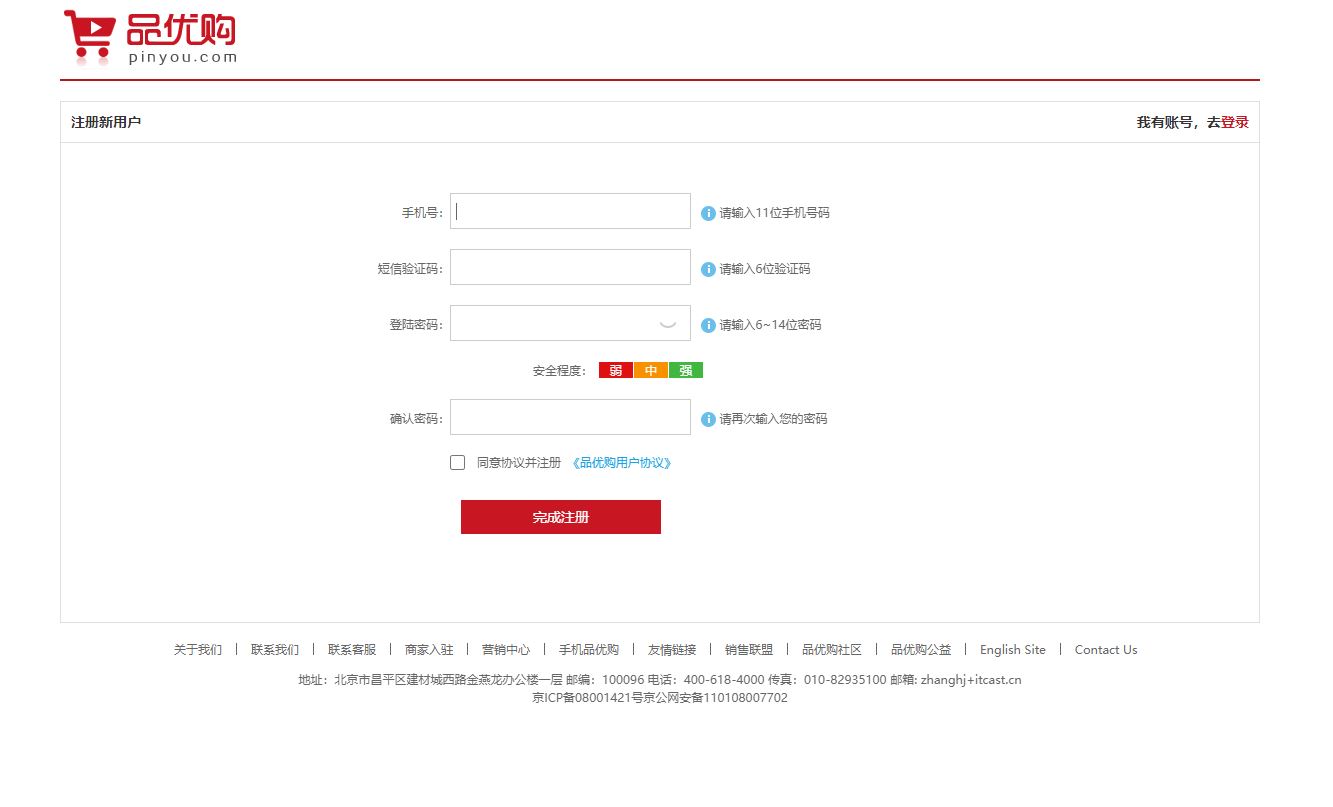 品优购
pinyou.com
注册新用户 我有账号，去登录
手机号： 请输入11位手机号码
短信验证码： 请输入6位验证码
登陆密码： 请输入6~14位密码
安全程度： 弱 中 强
确认密码： 请再次输入您的密码
同意协议并注册 《品优购用户协议》
完成注册
关于我们 | 联系我们 | 联系客服 | 商家入驻 | 营销中心 | 手机品优购 | 友情链接 | 销售联盟 | 品优购社区 | 品优购公益 | English Site | Contact Us
地址：北京市昌平区建材城西路金燕龙办公楼一层 邮编：100096 电话：400-618-4000 传真：010-82935100 邮箱: zhanghj+itcast.cn
京ICP备08001421号京公网安备110108007702